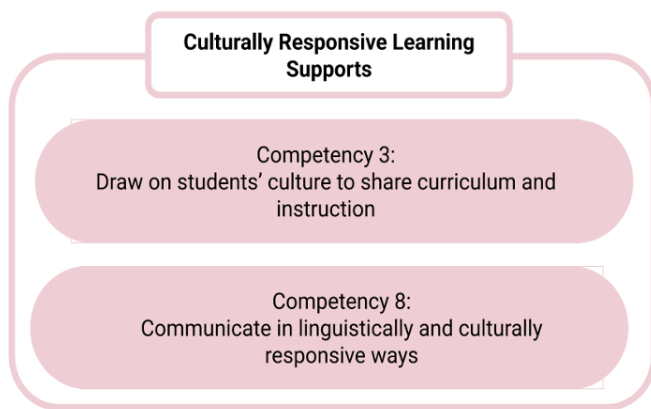 Culturally Responsive Learning
Supports
Competency 3:
Draw on students' culture to share curriculum and
instruction
Competency 8:
Communicate in linguistically and culturally
responsive ways